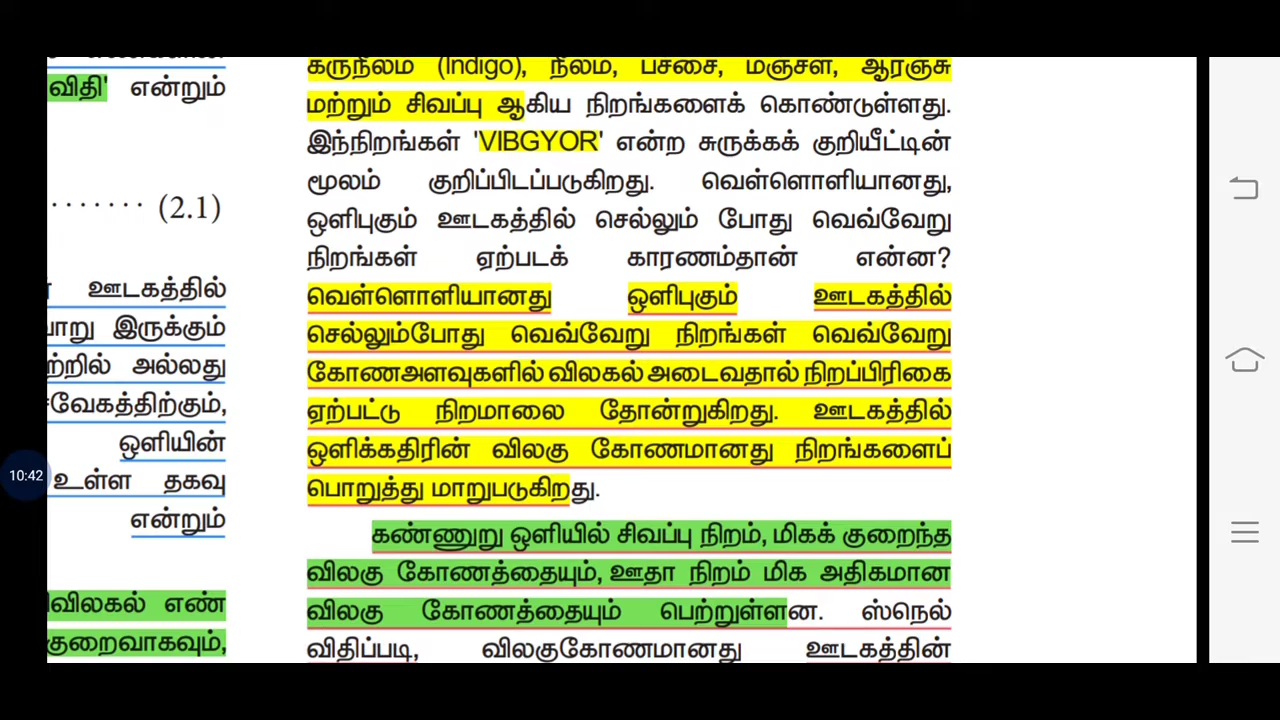 விதி' என்றும்
........ (2.1)
ஊடகத்தில்
இருக்கும்
அல்லது
வேகத்திற்கும்,
ஒளியின்
உள்ள தகவு
என்றும்
எண்
குறைவாகவும்,
கருநீலம் (Indigo), நீலம், பச்சை, மஞ்சள், ஆரஞ்சு
மற்றும் சிவப்பு ஆகிய நிறங்களைக் கொண்டுள்ளது.
இந்நிறங்கள் 'VIBGYOR' என்ற சுருக்கக் குறியீட்டின்
மூலம் குறிப்பிடப்படுகிறது. வெள்ளொளியானது,
ஒளிபுகும் ஊடகத்தில் செல்லும் போது வெவ்வேறு
நிறங்கள் ஏற்படக் காரணம்தான் என்ன?
வெள்ளொளியானது ஒளிபுகும் ஊடகத்தில்
செல்லும்போது வெவ்வேறு நிறங்கள் வெவ்வேறு
கோணஅளவுகளில் விலகல் அடைவதால் நிறப்பிரிகை
ஏற்பட்டு நிறமாலை தோன்றுகிறது. ஊடகத்தில்
ஒளிக்கதிரின் விலகு கோணமானது நிறங்களைப்
பொறுத்து மாறுபடுகிறது.
கண்ணுறு ஒளியில் சிவப்பு நிறம், மிகக் குறைந்த
விலகு கோணத்தையும், ஊதா நிறம் மிக அதிகமான
விலகு கோணத்தையும் பெற்றுள்ளன. ஸ்நெல்
விதிப்படி, விலகுகோணமானது ஊடகத்தின்
10:42